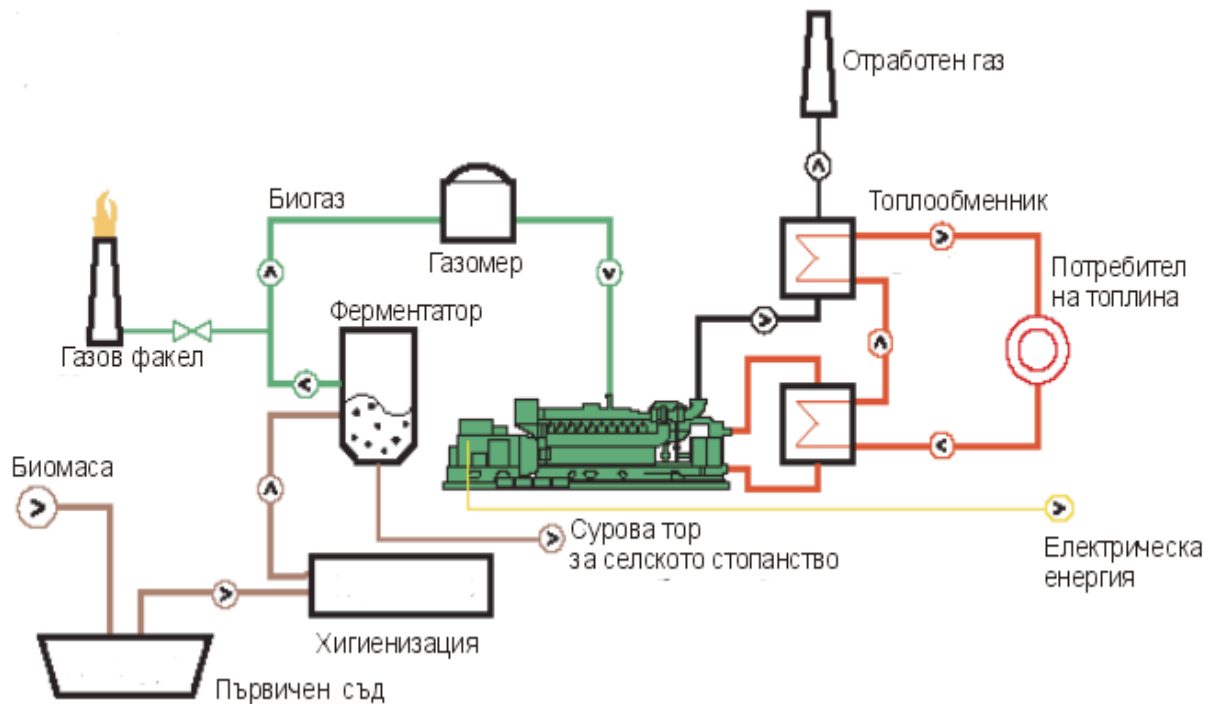 Отработен газ
Биогаз
Топлообменник
Газомер
Потребител
на топлина
Ферментатор
Газов факел
Биомаса
Сурова тор
за селското стопанство
Електрическа
енергия
Хигиенизация
Първичен съд